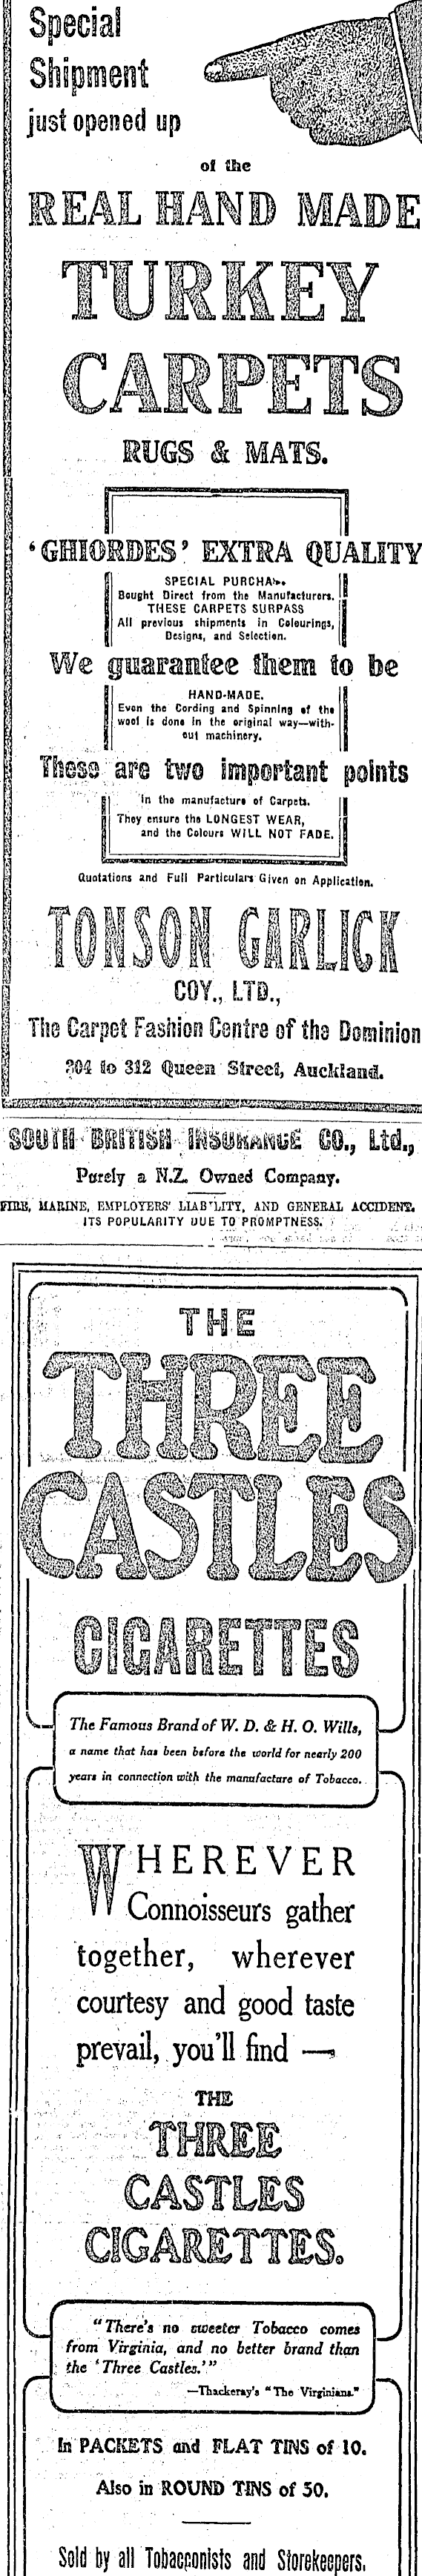 Special
Shipment
just opened up
of the
REAL HAND MADE
TURKEY
CARPETS
RUGS & MATS.
'GHIORDES' EXTRA QUALITY
SPECIAL
Bought Direct from the Manufacturers.
THESE CARPETS SURPASS
All previous shipments in Colourings,
Designs, and Selection.
We guarantee them to be
HAND-MADE.
Even the Cording and Spinning of the
wool is done in the original way—with-
out machinery.
These are two important points
in the manufacture of Carpets.
They ensure the LONGEST WEAR,
and the Colours WILL NOT FADE.
Quotations and Full Particulars Given on Application.
TONSON GARLICK
COY., LTD.,
The Carpet Fashion Centre of the Dominion
304 to 312 Queen Street, Auckland.
SOUTH BRITISH INSURANCE CO., Ltd.,
Purely a N.Z. Owned Company.
FIRE, MARINE, EMPLOYERS' LIABILITY, AND GENERAL ACCIDENT.
ITS POPULARITY DUE TO PROMPTNESS.
THE
THREE
CASTLES
CIGARETTES
The Famous Brand of W. D. & H. O. Wills,
a name that has been before the world for nearly 200
years in connection with the manufacture of Tobacco.
WHEREVER
Connoisseurs gather
together, wherever
courtesy and good taste
prevail, you'll find —
THE
THREE
CASTLES
CIGARETTES.
"There's no sweeter Tobacco comes
from Virginia, and no better brand than
the 'Three Castles.'"
—Thackeray's "The Virginians."
In PACKETS and FLAT TINS of 10.
Also in ROUND TINS of 50.
Sold by all Tobacconists and Storekeepers.